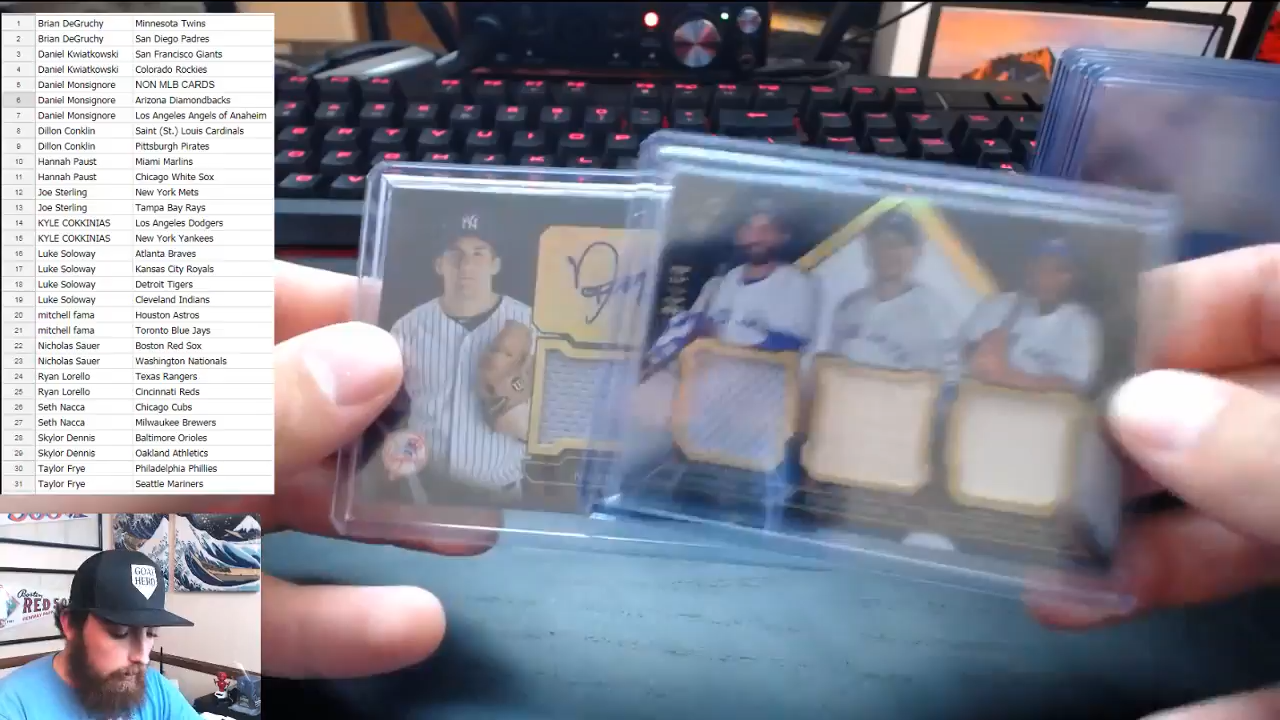 1 Brian DeGruchy Minnesota Twins
2 Brian DeGruchy San Diego Padres
3 Daniel Kwiatkowski San Francisco Giants
4 Daniel Kwiatkowski Colorado Rockies
5 Daniel Monsignore NON MLB CARDS
6 Daniel Monsignore Arizona Diamondbacks
7 Daniel Monsignore Los Angeles Angels of Anaheim
8 Dillon Conklin Saint (St.) Louis Cardinals
9 Dillon Conklin Pittsburgh Pirates
10 Hannah Paust Miami Marlins
11 Hannah Paust Chicago White Sox
12 Joe Sterling New York Mets
13 Joe Sterling Tampa Bay Rays
14 KYLE COKKINIAS Los Angeles Dodgers
15 KYLE COKKINIAS New York Yankees
16 Luke Soloway Atlanta Braves
17 Luke Soloway Kansas City Royals
18 Luke Soloway Detroit Tigers
19 Luke Soloway Cleveland Indians
20 mitchell fama Houston Astros
21 mitchell fama Toronto Blue Jays
22 Nicholas Sauer Boston Red Sox
23 Nicholas Sauer Washington Nationals
24 Ryan Lorello Texas Rangers
25 Ryan Lorello Cincinnati Reds
26 Seth Nacca Chicago Cubs
27 Seth Nacca Milwaukee Brewers
28 Skylor Dennis Baltimore Orioles
29 Skylor Dennis Oakland Athletics
30 Taylor Frye Philadelphia Phillies
31 Taylor Frye Seattle Mariners
NY
GOAT
HERD
Boston
RED SO